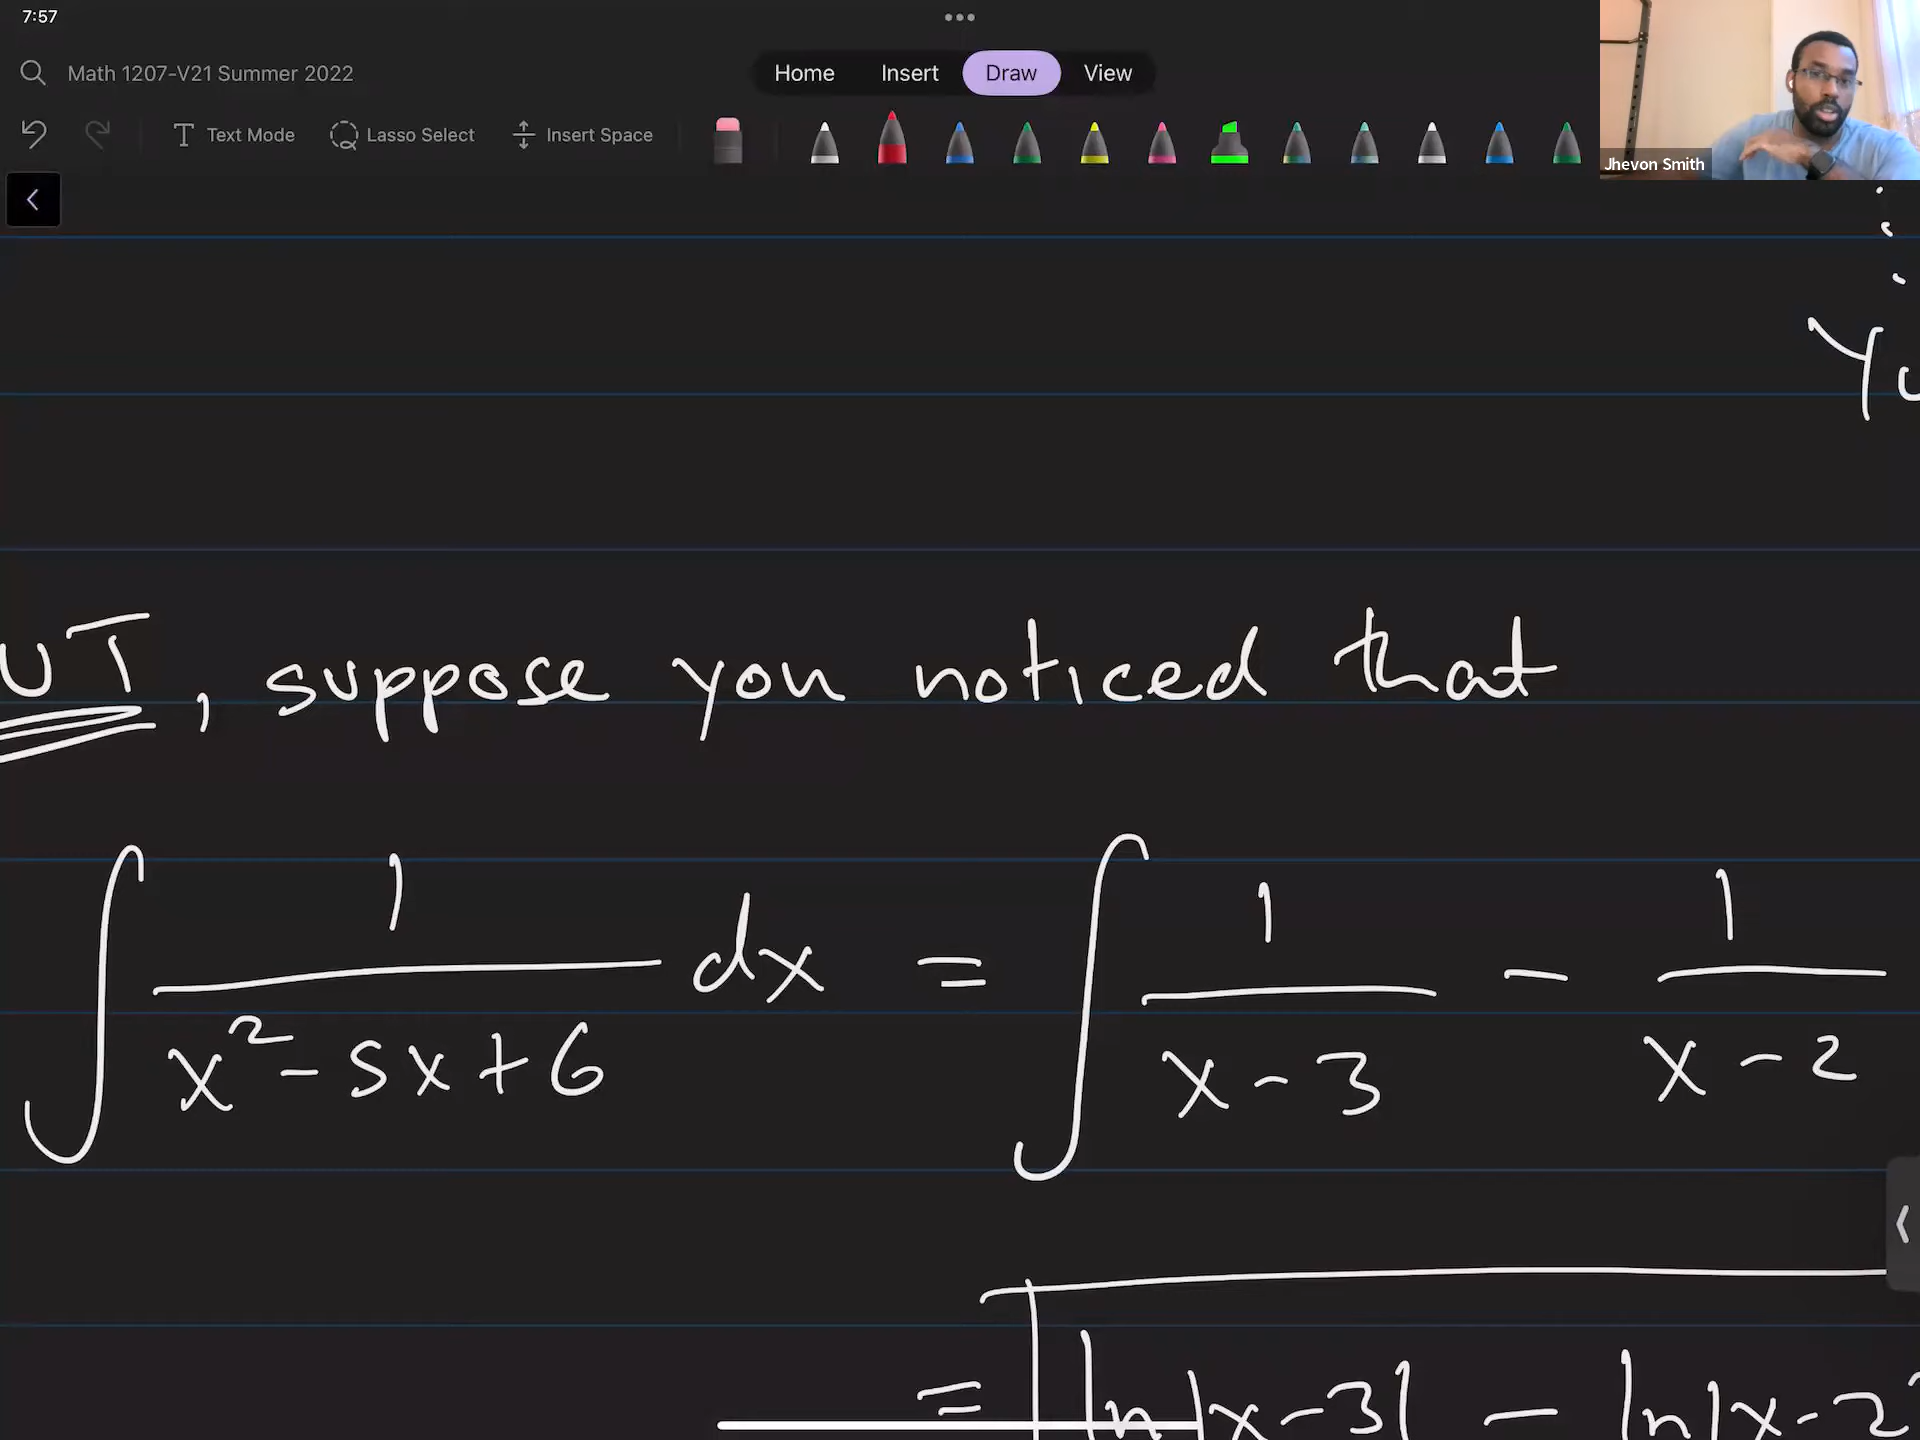 7:57
Math 1207-V21 Summer 2022
Home Insert Draw View
Text Mode Lasso Select Insert Space
Jhevon Smith
UT, suppose you noticed that
∫ 1/(x² - 5x + 6) dx = ∫ 1/(x - 3) - 1/(x - 2)
= ln|x-3| - ln|x-2